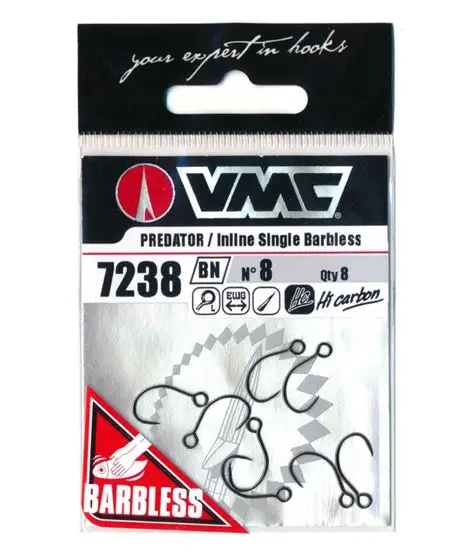 your expert in hooks
VMC®
PREDATOR / Inline Single Barbless
7238 BN N° 8 Qty 8
L EWG Hi carbon
BARBLESS